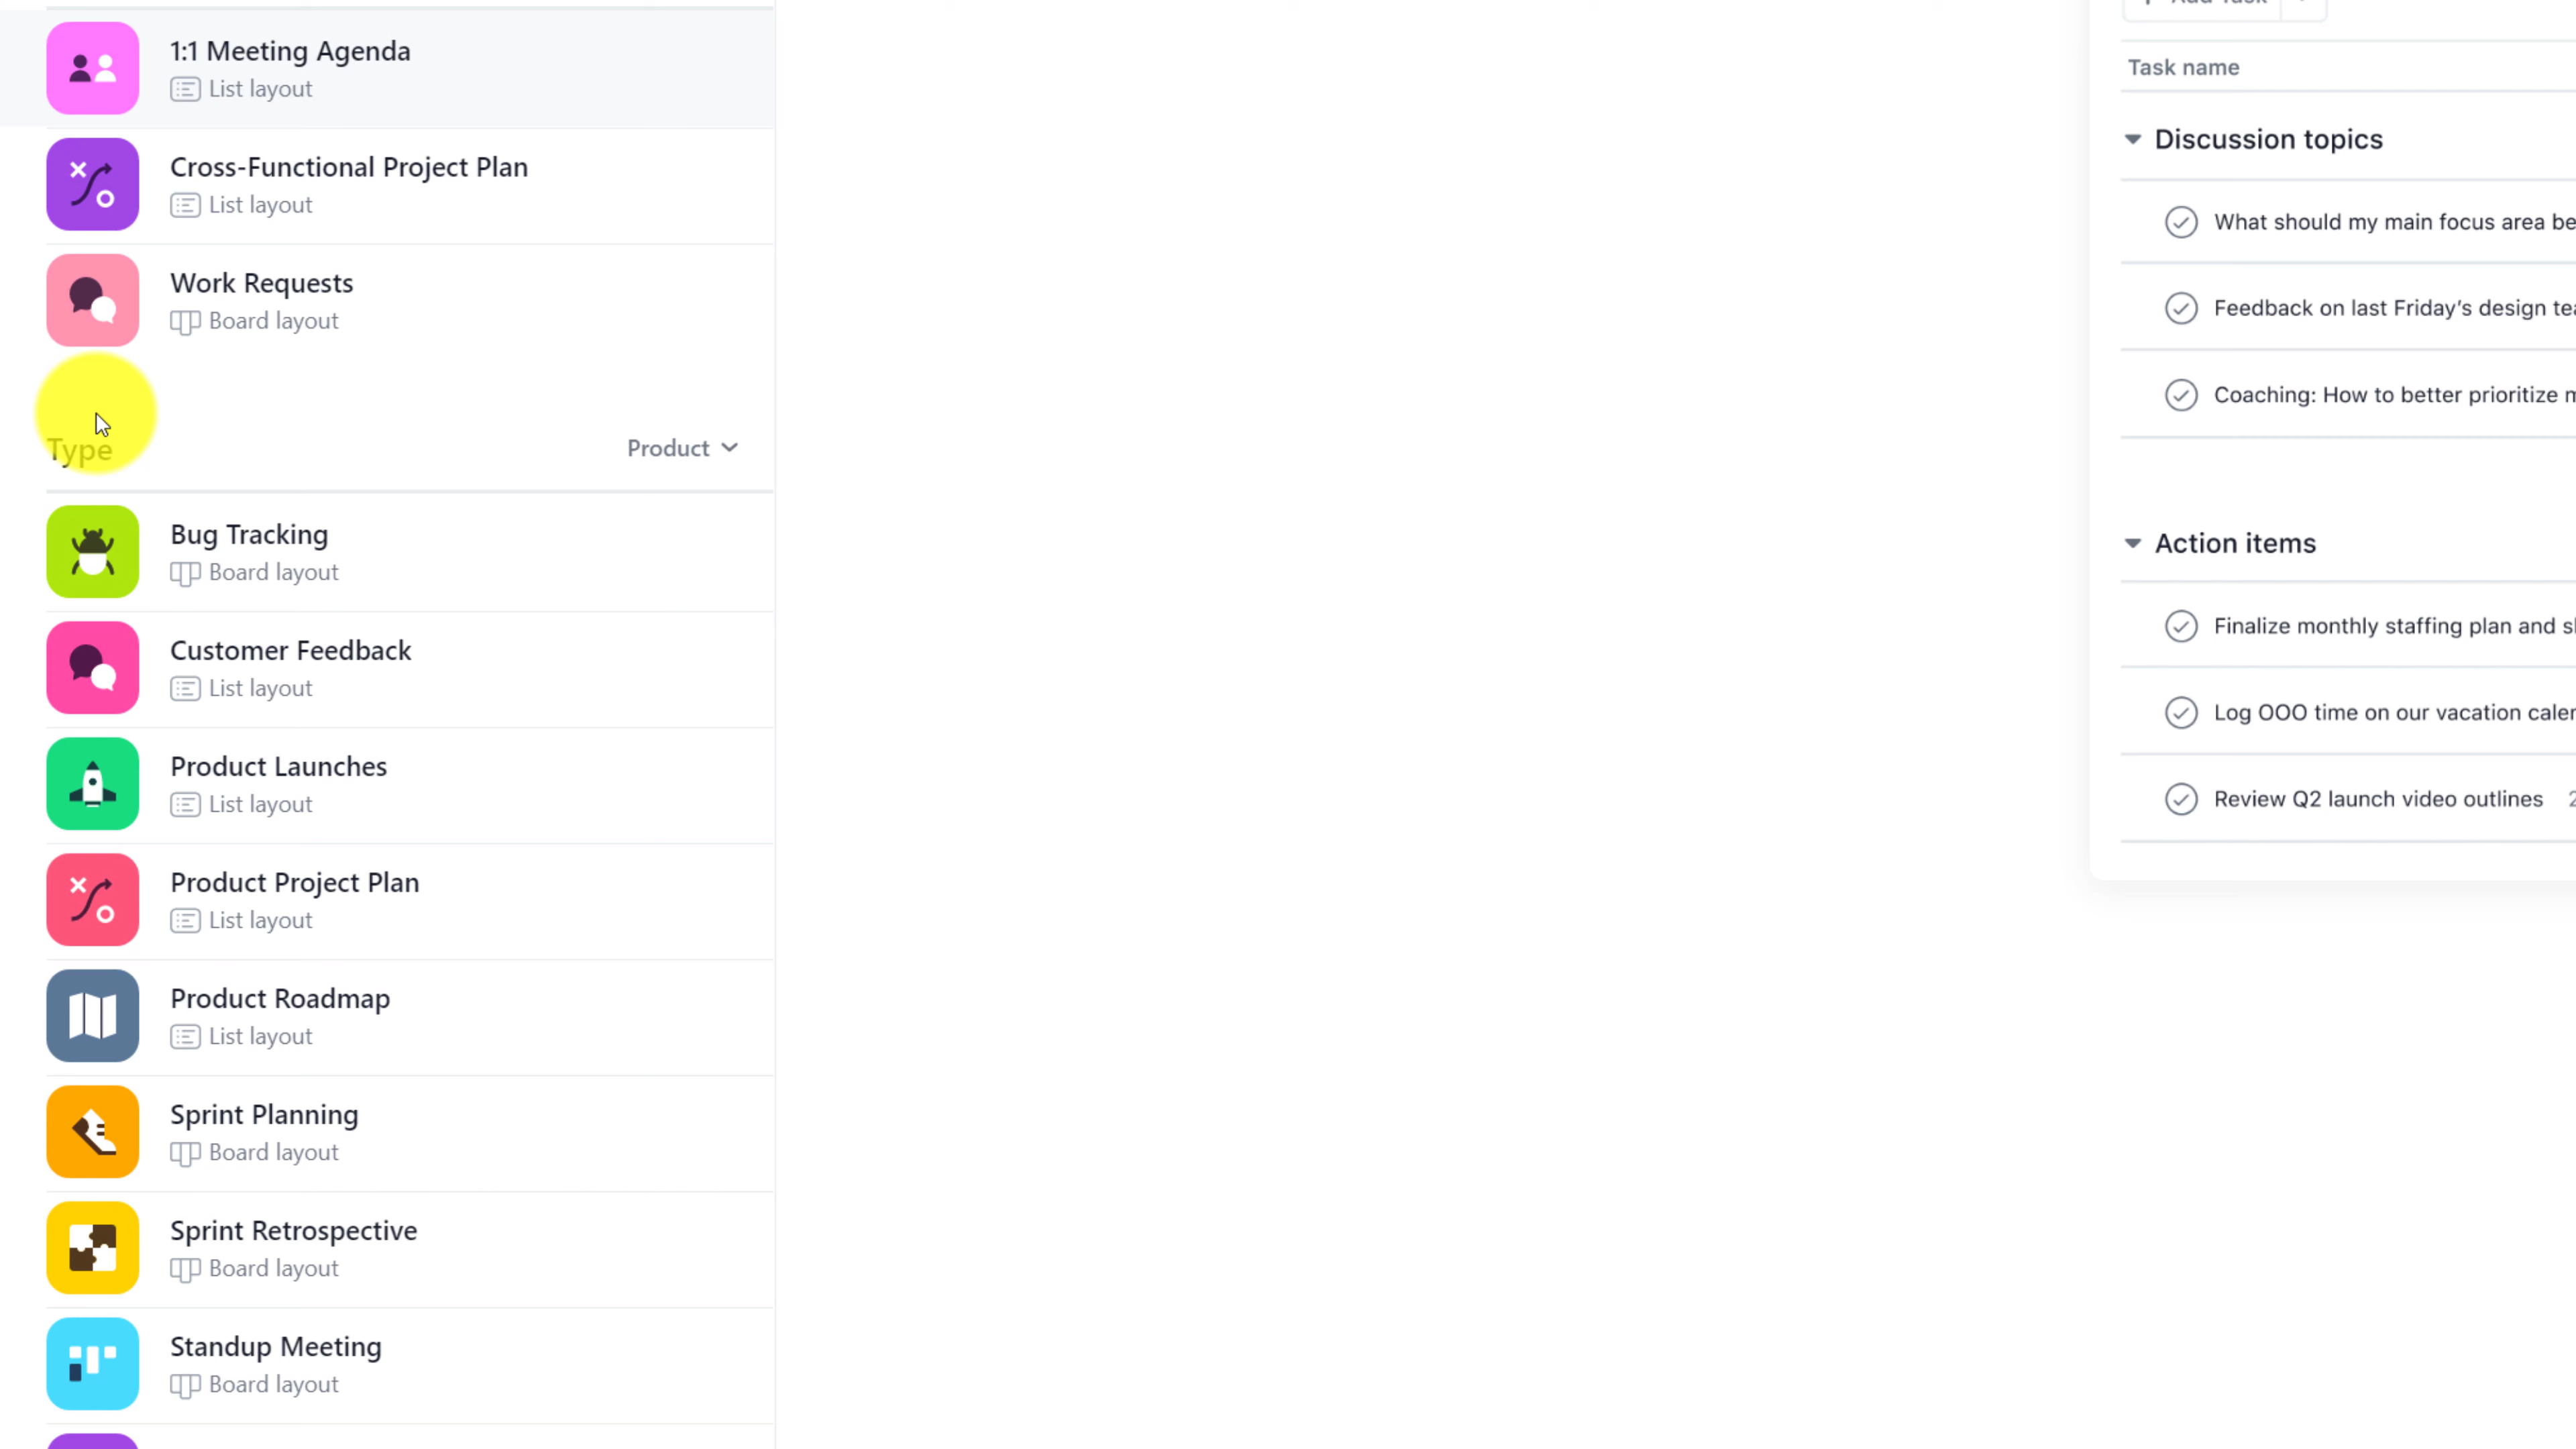 1:1 Meeting Agenda
List layout
Cross-Functional Project Plan
List layout
Work Requests
Board layout
Type
Product
Bug Tracking
Board layout
Customer Feedback
List layout
Product Launches
List layout
Product Project Plan
List layout
Product Roadmap
List layout
Sprint Planning
Board layout
Sprint Retrospective
Board layout
Standup Meeting
Board layout
Add Task
Task name
Discussion topics
What should my main focus area be
Feedback on last Friday's design
Coaching: How to better prioritize
Action items
Finalize monthly staffing plan and
Log OOO time on our vacation
Review Q2 launch video outlines